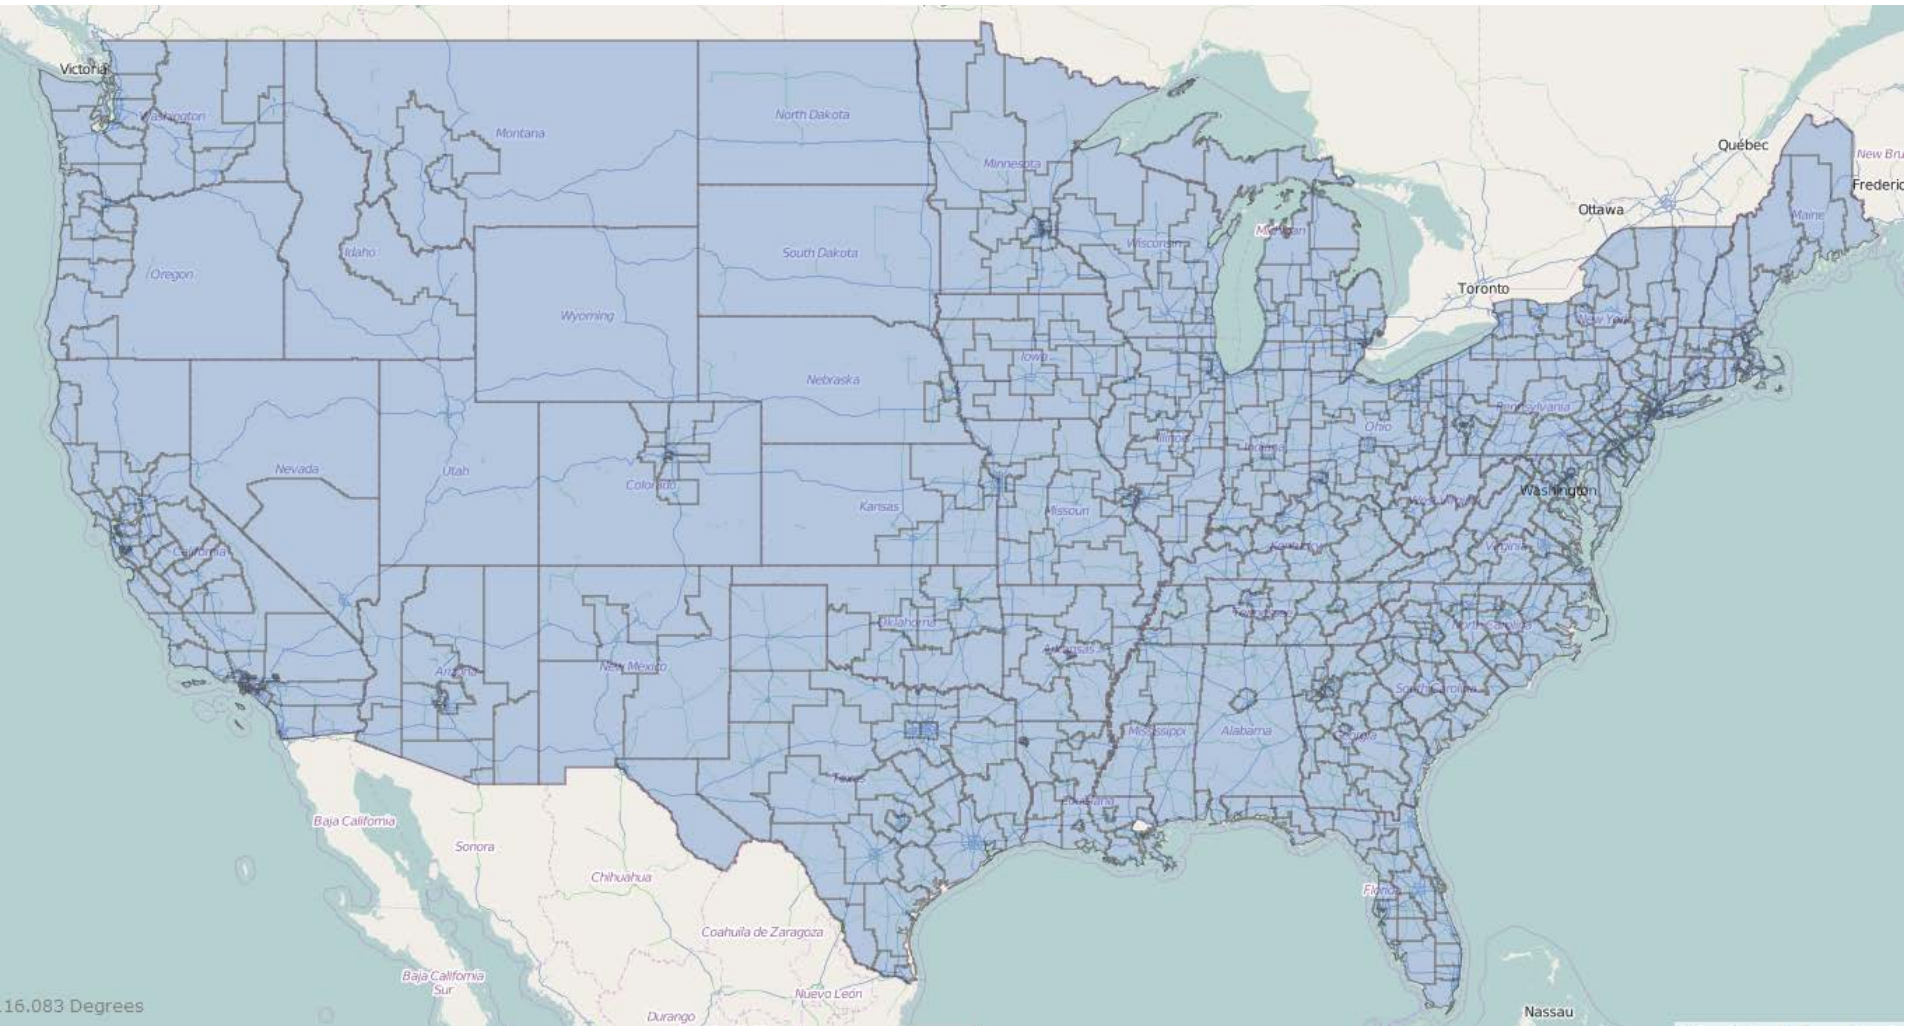 Victoria
Washington
Montana
North Dakota
Minnesota
Québec
New Bru
Frederic
Ottawa
Maine
Michigan
Wisconsin
Idaho
South Dakota
Oregon
Toronto
Wyoming
New York
Iowa
Nebraska
Pennsylvania
Ohio
Illinois
Indiana
Nevada
Utah
Colorado
Washington
West Virginia
Kansas
Missouri
California
Kentucky
Virginia
Oklahoma
Tennessee
North Carolina
Arkansas
Arizona
New Mexico
South Carolina
Mississippi
Alabama
Georgia
Texas
Louisiana
Baja California
Sonora
Chihuahua
Florida
Coahuila de Zaragoza
Baja California
Sur
Nuevo León
16.083 Degrees
Durango
Nassau